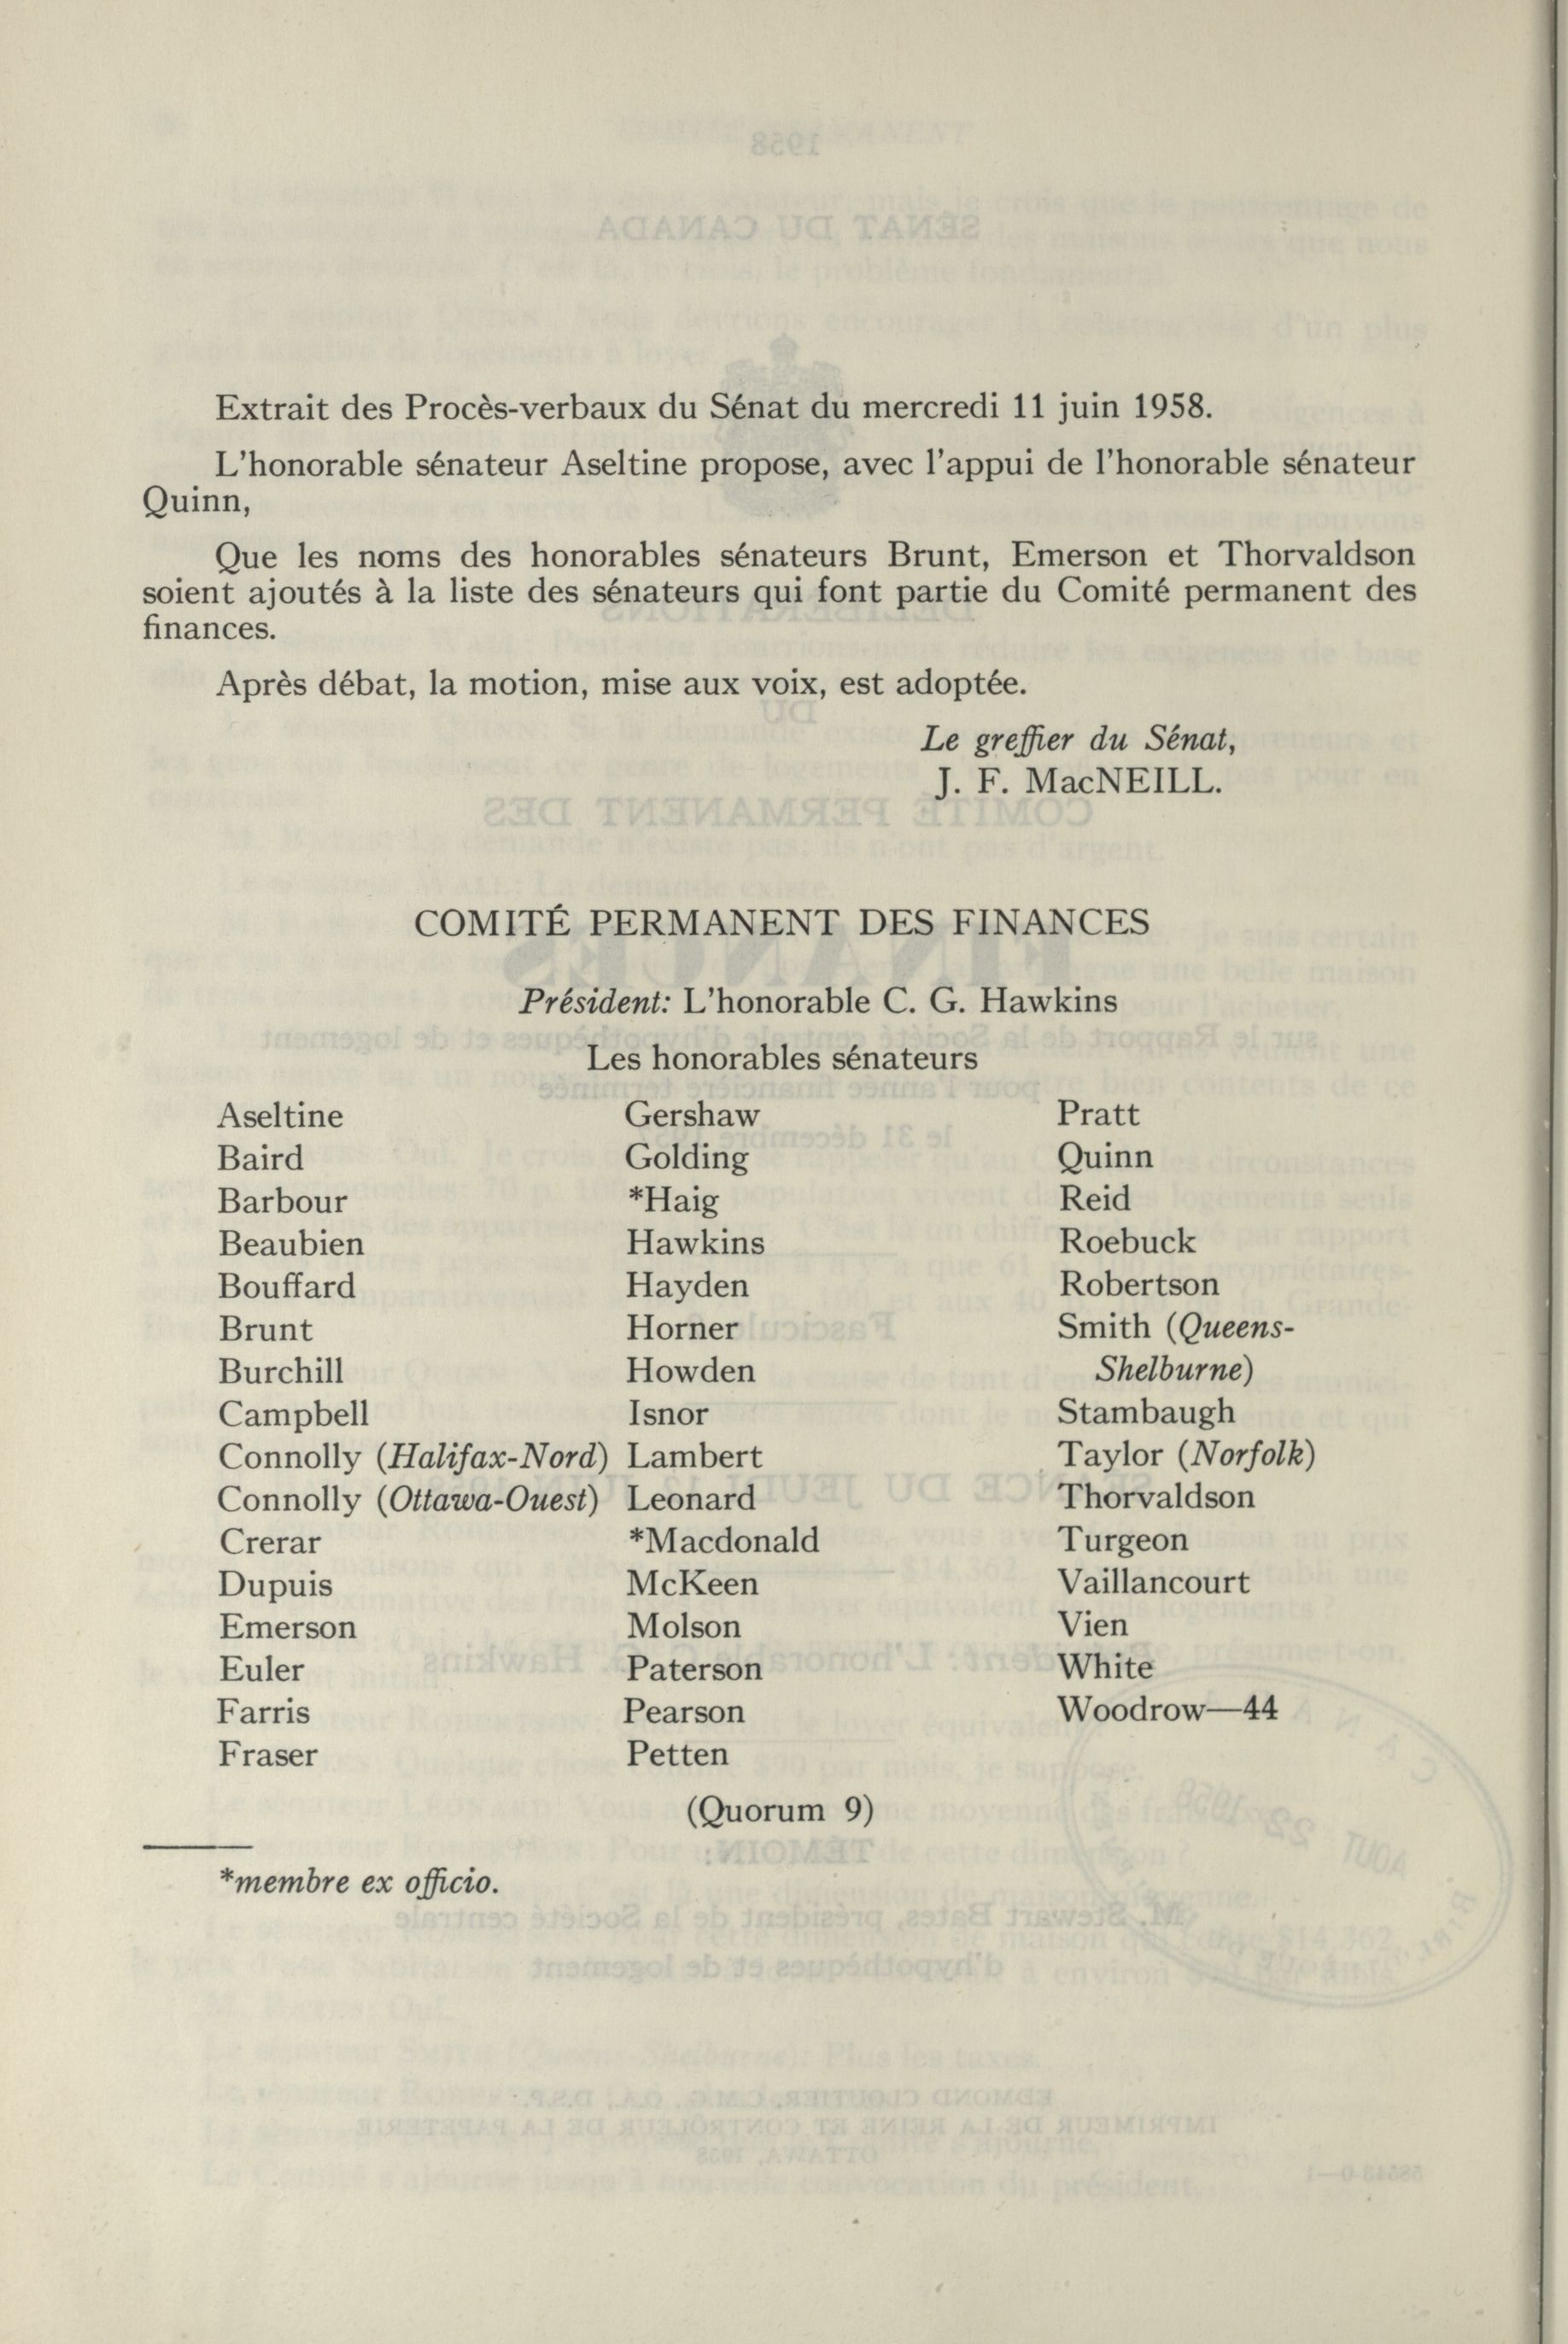 Extrait des Procès-verbaux du Sénat du mercredi 11 juin 1958.
L'honorable sénateur Aseltine propose, avec l'appui de l'honorable sénateur
Quinn,
Que les noms des honorables sénateurs Brunt, Emerson et Thorvaldson
soient ajoutés à la liste des sénateurs qui font partie du Comité permanent des
finances.
Après débat, la motion, mise aux voix, est adoptée.
Le greffier du Sénat,
J. F. MacNEILL.
COMITÉ PERMANENT DES FINANCES
Président: L'honorable C. G. Hawkins
Les honorables sénateurs
Aseltine
Baird
Barbour
Beaubien
Bouffard
Brunt
Burchill
Campbell
Connolly (Halifax-Nord)
Connolly (Ottawa-Ouest)
Crerar
Dupuis
Emerson
Euler
Farris
Fraser
Gershaw
Golding
*Haig
Hawkins
Hayden
Horner
Howden
Isnor
Lambert
Leonard
*Macdonald
McKeen
Molson
Paterson
Pearson
Petten
Pratt
Quinn
Reid
Roebuck
Robertson
Smith (Queens-
Shelburne)
Stambaugh
Taylor (Norfolk)
Thorvaldson
Turgeon
Vaillancourt
Vien
White
Woodrow—44
(Quorum 9)
*membre ex officio.